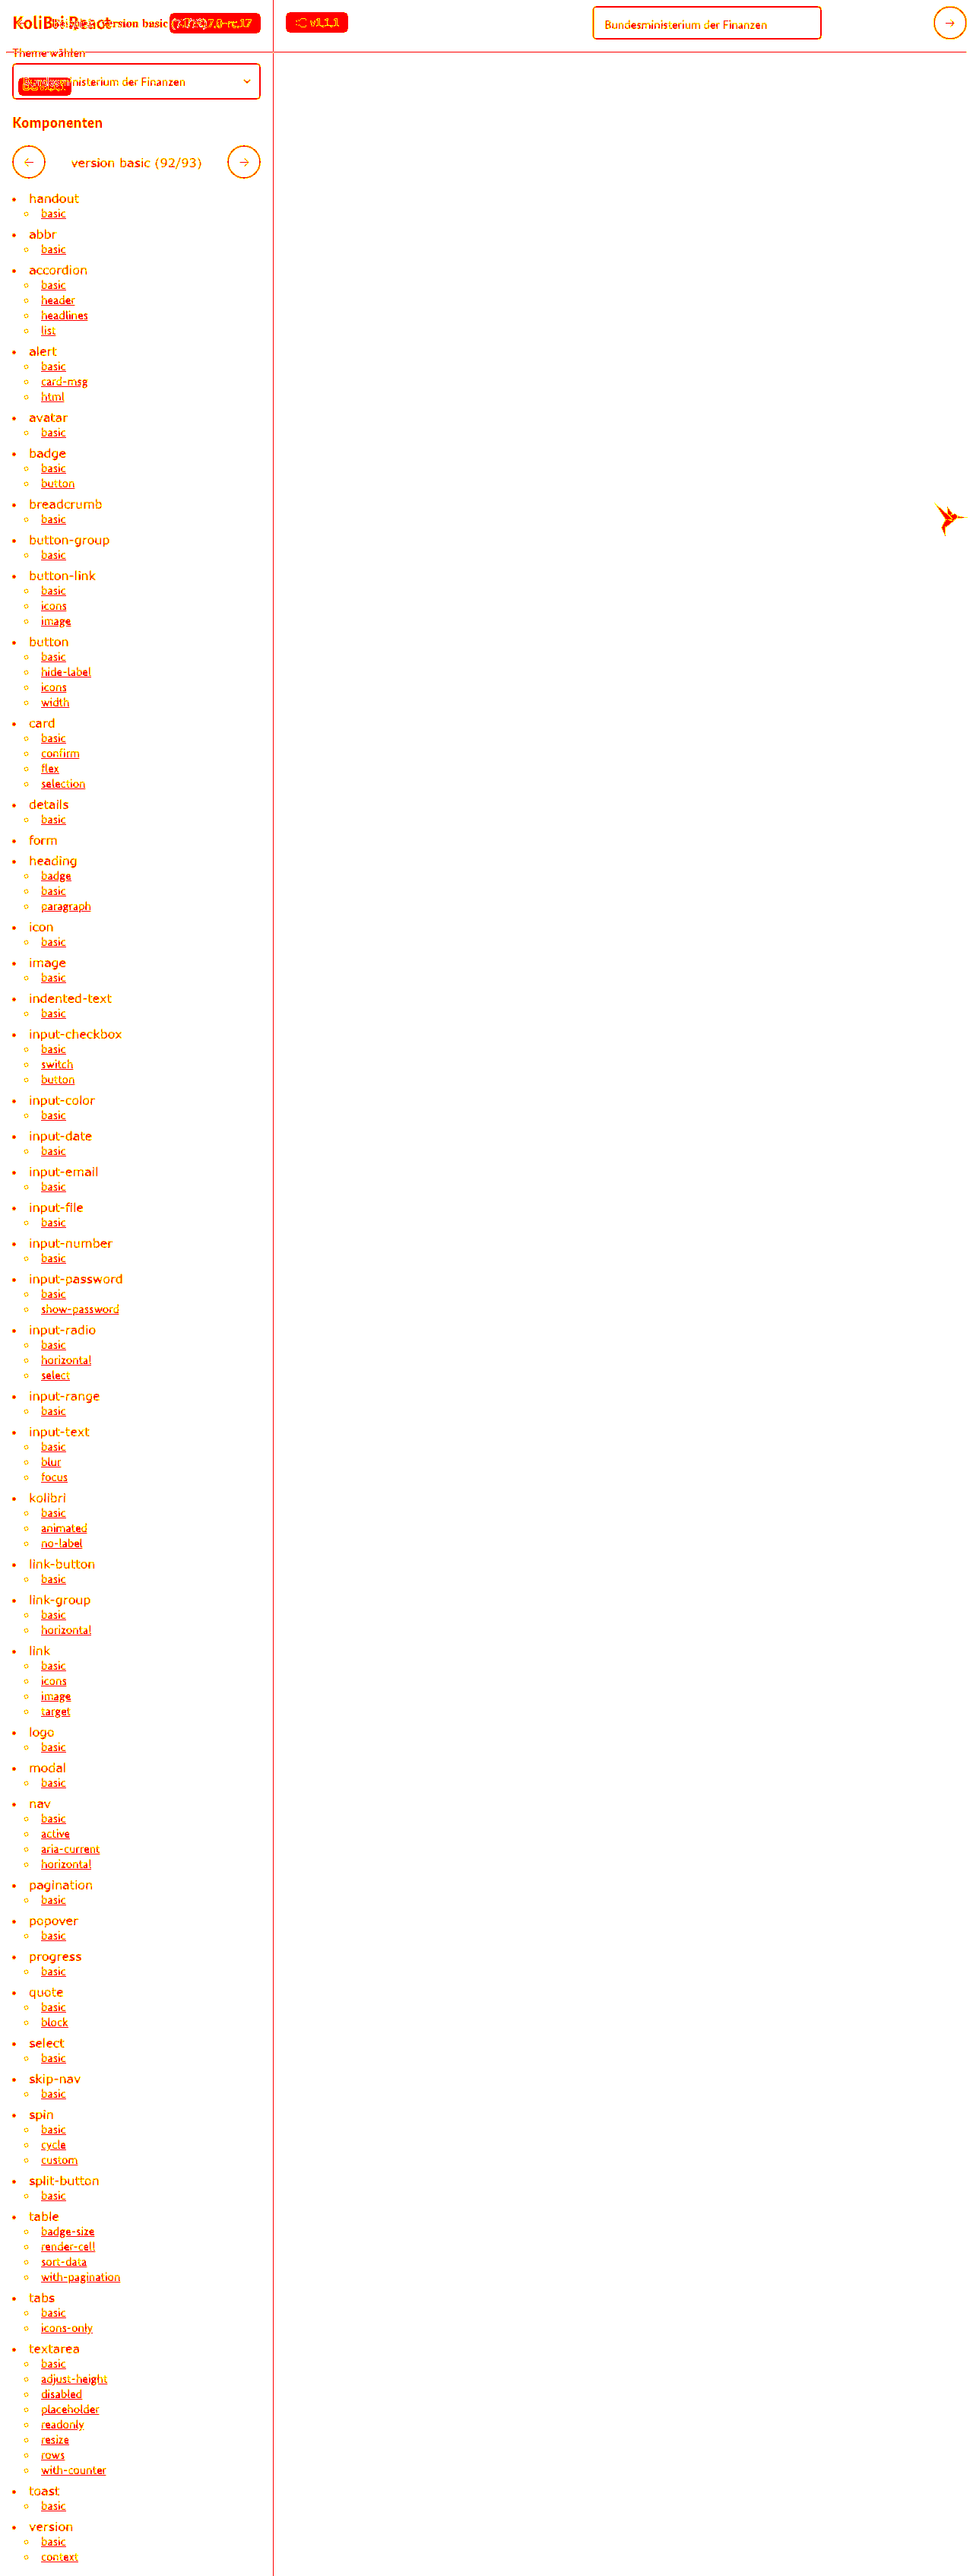 KoliBri React
version basic
v1.1.1
Bundesministerium der Finanzen
Theme wählen
Bundesministerium der Finanzen
Komponenten
version basic (92/93)
handout
basic
abbr
basic
accordion
basic
header
headlines
list
alert
basic
card-msg
html
avatar
basic
badge
basic
button
breadcrumb
basic
button-group
basic
button-link
basic
icons
image
button
basic
hide-label
icons
width
card
basic
confirm
flex
selection
details
basic
form
heading
badge
basic
paragraph
icon
basic
image
basic
indented-text
basic
input-checkbox
basic
switch
button
input-color
basic
input-date
basic
input-email
basic
input-file
basic
input-number
basic
input-password
basic
show-password
input-radio
basic
horizontal
select
input-range
basic
input-text
basic
blur
focus
kolibri
basic
animated
no-label
link-button
basic
link-group
basic
horizontal
link
basic
icons
image
target
logo
basic
modal
basic
nav
basic
active
aria-current
horizontal
pagination
basic
popover
basic
progress
basic
quote
basic
block
select
basic
skip-nav
basic
spin
basic
cycle
custom
split-button
basic
table
badge-size
render-cell
sort-data
with-pagination
tabs
basic
icons-only
textarea
basic
adjust-height
disabled
placeholder
readonly
resize
rows
with-counter
toast
basic
version
basic
context